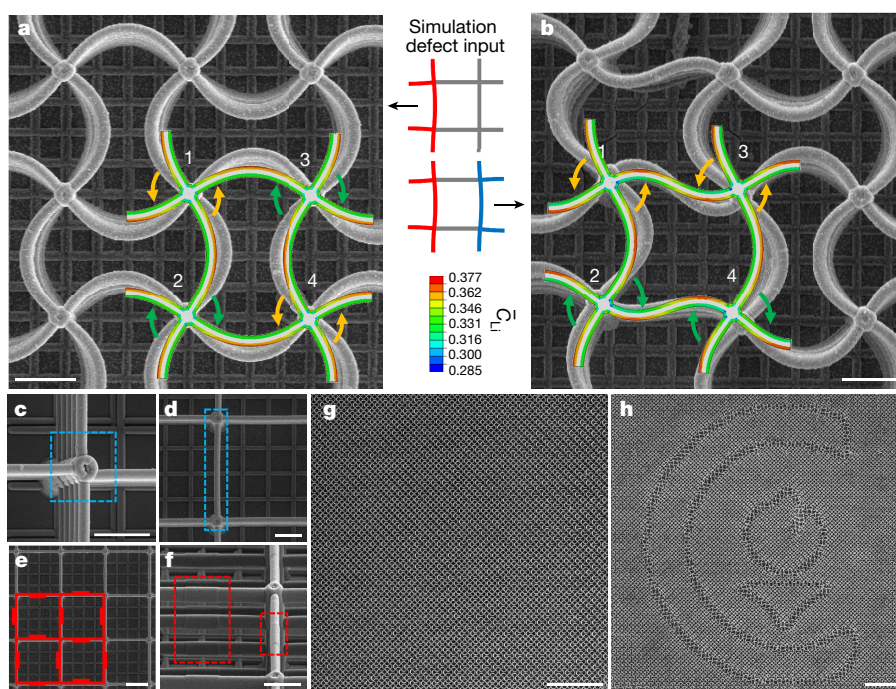 a
Simulation
defect input
b
1
3
2
4
1
3
2
4
0.377
0.362
0.346
0.331
0.316
0.300
0.285
C̅Li
c
d
g
h
e
f